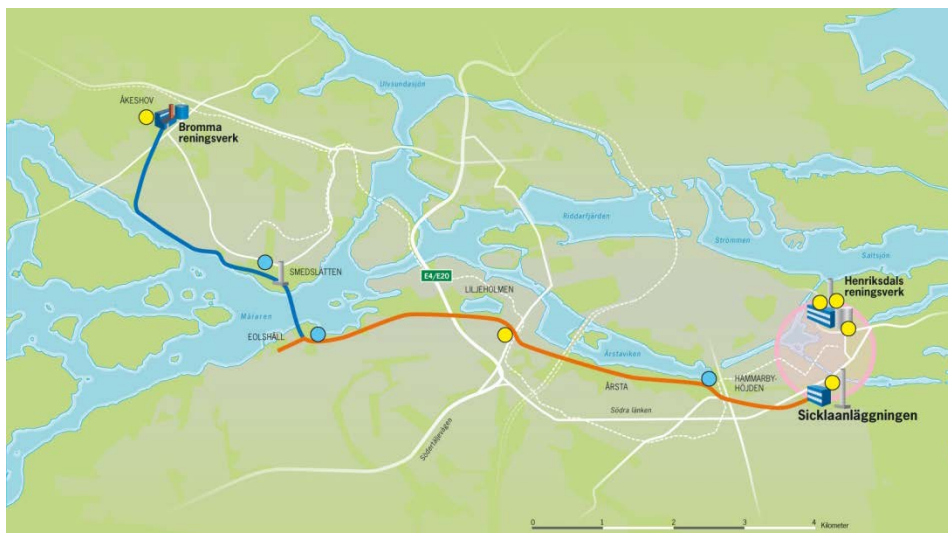 Ulvsundasjön
ÅKESHOV
Bromma
reningsverk
Riddarfjärden
Strömmen
Saltsjön
SMEDSLÄTTEN
E4/E20
LILJEHOLMEN
Henriksdals
reningsverk
Mälaren
EOLSHÄLL
Årstaviken
ÅRSTA
HAMMARBY-
HÖJDEN
Södra länken
Sicklaanläggningen
Södertäljevägen
0 1 2 3 4 Kilometer